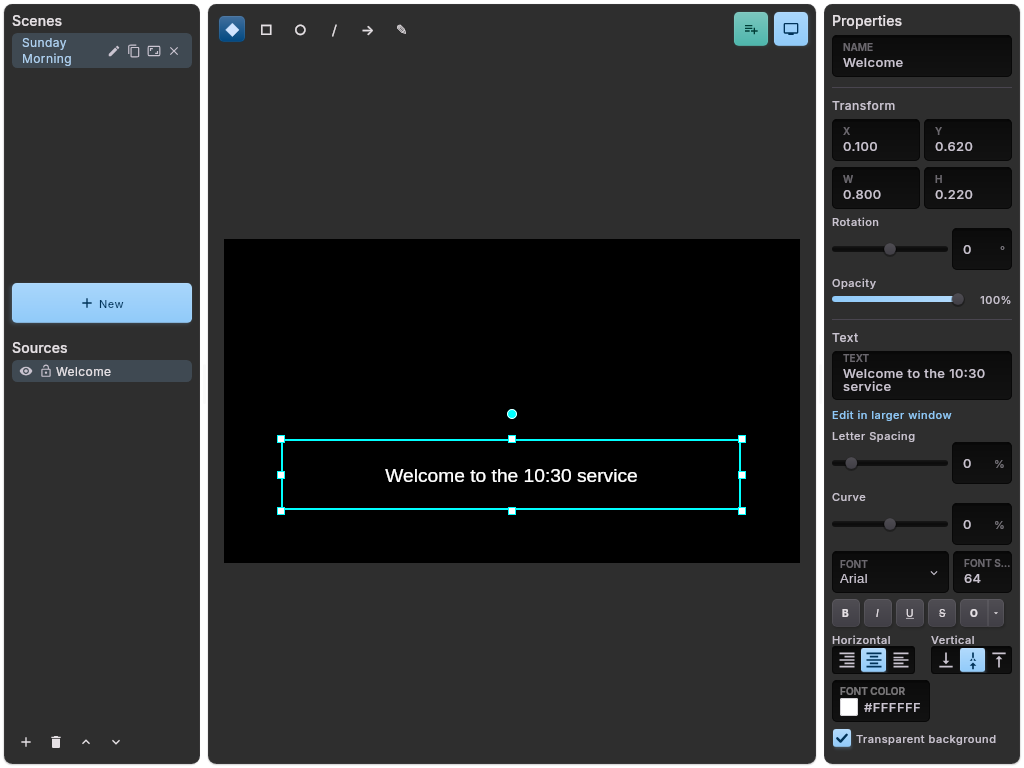 Scenes
Sunday
Morning
New
Sources
Welcome
Welcome to the 10:30 service
Properties
NAME
Welcome
Transform
X
0.100
Y
0.620
W
0.800
H
0.220
Rotation
0 °
Opacity
100%
Text
TEXT
Welcome to the 10:30
service
Edit in larger window
Letter Spacing
0 %
Curve
0 %
FONT
Arial
FONT S...
64
B I U S O
Horizontal
Vertical
FONT COLOR
#FFFFFF
Transparent background